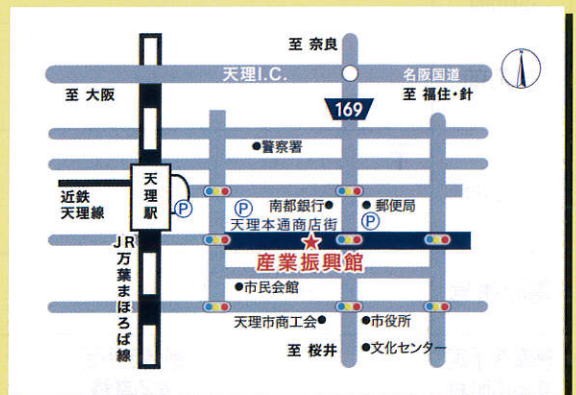 至 奈良
天理I.C.
名阪国道
至 大阪
至 福住・針
169
警察署
天理駅
近鉄
天理線
P
P
南都銀行
郵便局
P
天理本通商店街
産業振興館
JR万葉まほろば線
市民会館
天理市商工会
市役所
至 桜井
文化センター